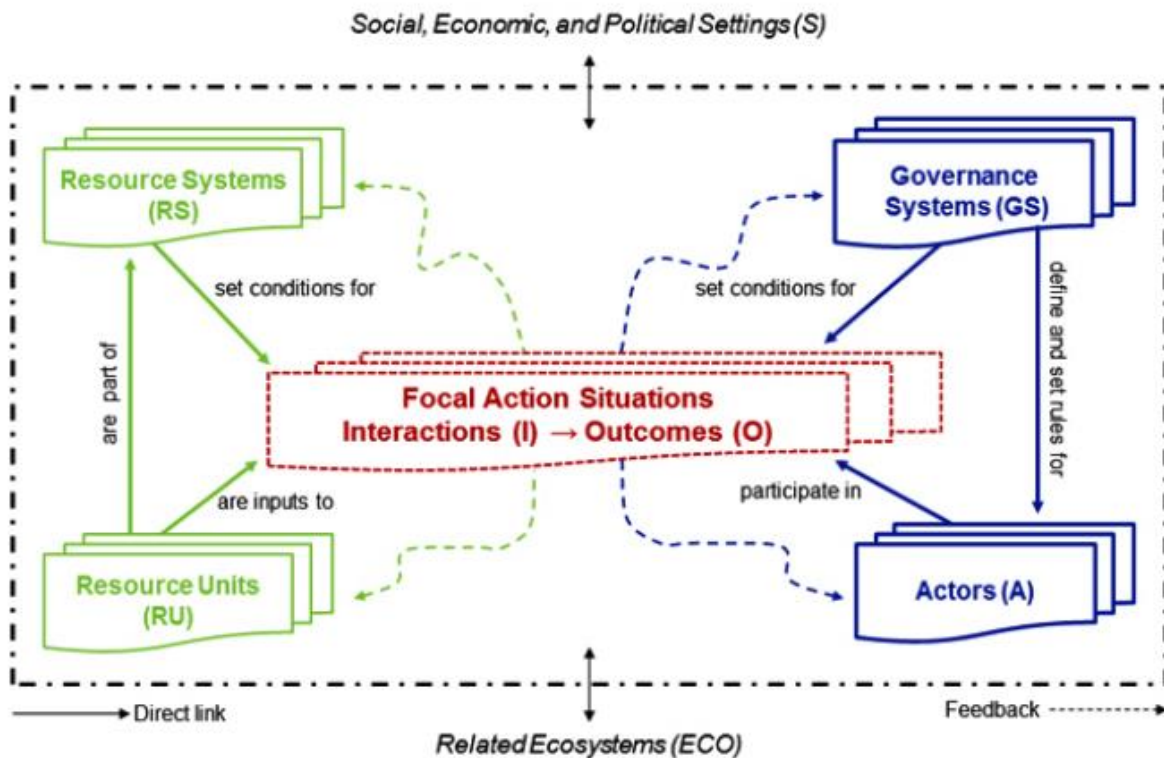 Social, Economic, and Political Settings (S)
Resource Systems
(RS)
Governance
Systems (GS)
set conditions for
set conditions for
are part of
define and set rules for
Focal Action Situations
Interactions (I) → Outcomes (O)
are inputs to
participate in
Resource Units
(RU)
Actors (A)
Direct link
Feedback
Related Ecosystems (ECO)